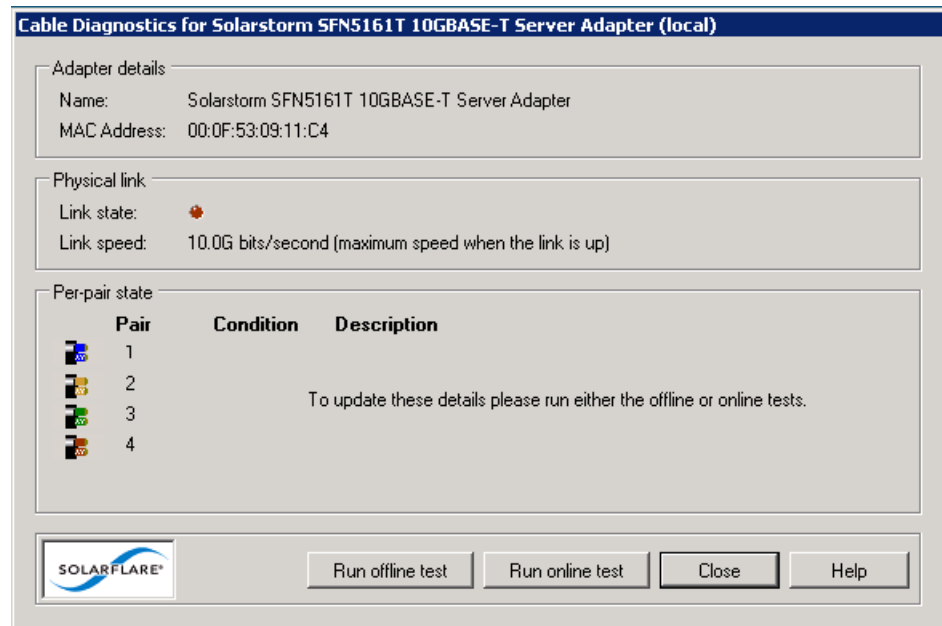 Cable Diagnostics for Solarstorm SFN5161T 10GBASE-T Server Adapter (local)
Adapter details
Name: Solarstorm SFN5161T 10GBASE-T Server Adapter
MAC Address: 00:0F:53:09:11:C4
Physical link
Link state:
Link speed: 10.0G bits/second (maximum speed when the link is up)
Per-pair state
Pair Condition Description
1
2
To update these details please run either the offline or online tests.
3
4
SOLARFLARE®
Run offline test
Run online test
Close
Help